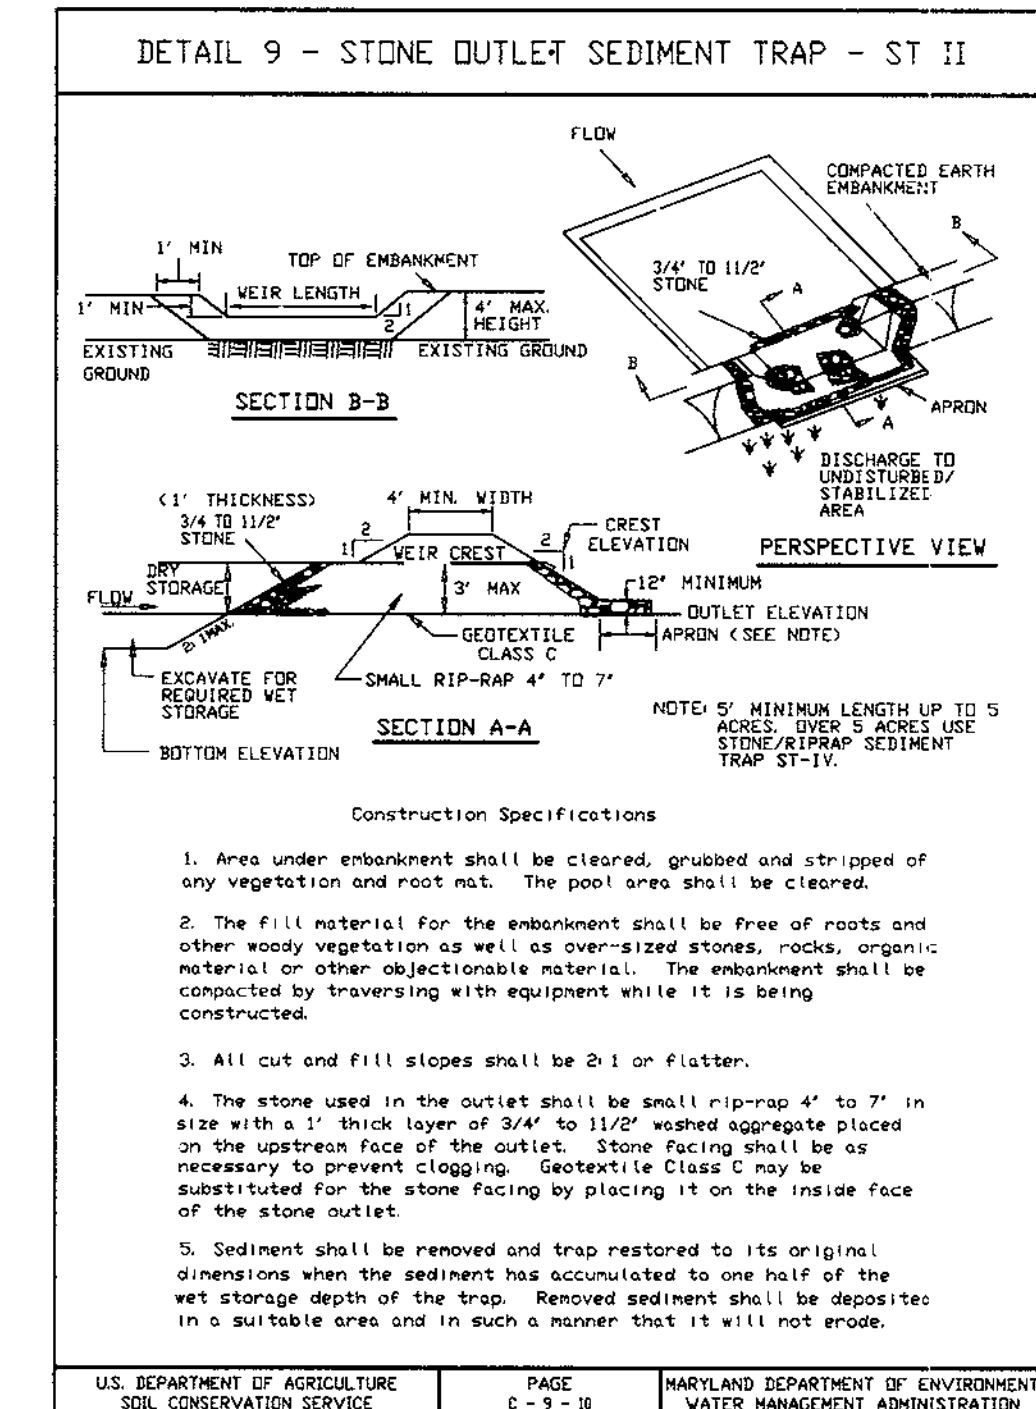 DETAIL 9 - STONE OUTLET SEDIMENT TRAP - ST II
FLOW
COMPACTED EARTH
EMBANKMENT
B
1' MIN
TOP OF EMBANKMENT
WEIR LENGTH
1' MIN
1
2
4' MAX.
HEIGHT
EXISTING
GROUND
EXISTING GROUND
SECTION B-B
3/4" TO 11/2"
STONE
A
B
APRON
A
DISCHARGE TO
UNDISTURBED/
STABILIZED
AREA
PERSPECTIVE VIEW
(1' THICKNESS)
3/4 TO 11/2"
STONE
4' MIN. WIDTH
2
1
WEIR CREST
2
1
CREST
ELEVATION
DRY
STORAGE
FLOW
3' MAX
12" MINIMUM
OUTLET ELEVATION
APRON (SEE NOTE)
2:1MAX.
GEOTEXTILE
CLASS C
EXCAVATE FOR
REQUIRED WET
STORAGE
SMALL RIP-RAP 4" TO 7"
SECTION A-A
BOTTOM ELEVATION
NOTE: 5' MINIMUM LENGTH UP TO 5
ACRES. OVER 5 ACRES USE
STONE/RIPRAP SEDIMENT
TRAP ST-IV.
Construction Specifications
1. Area under embankment shall be cleared, grubbed and stripped of
any vegetation and root mat. The pool area shall be cleared.
2. The fill material for the embankment shall be free of roots and
other woody vegetation as well as over-sized stones, rocks, organic
material or other objectionable material. The embankment shall be
compacted by traversing with equipment while it is being
constructed.
3. All cut and fill slopes shall be 2:1 or flatter.
4. The stone used in the outlet shall be small rip-rap 4" to 7" in
size with a 1' thick layer of 3/4" to 11/2" washed aggregate placed
on the upstream face of the outlet. Stone facing shall be as
necessary to prevent clogging. Geotextile Class C may be
substituted for the stone facing by placing it on the inside face
of the stone outlet.
5. Sediment shall be removed and trap restored to its original
dimensions when the sediment has accumulated to one half of the
wet storage depth of the trap. Removed sediment shall be deposited
in a suitable area and in such a manner that it will not erode.
U.S. DEPARTMENT OF AGRICULTURE
SOIL CONSERVATION SERVICE
PAGE
C - 9 - 10
MARYLAND DEPARTMENT OF ENVIRONMENT
WATER MANAGEMENT ADMINISTRATION